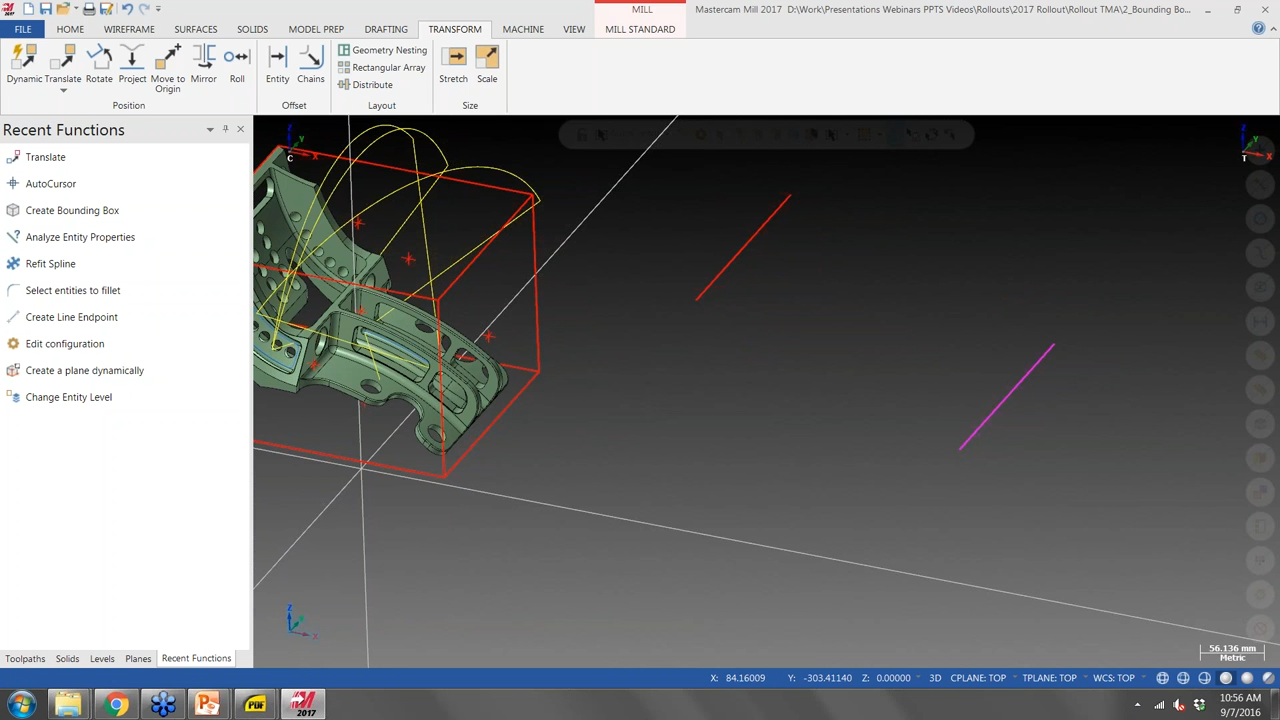 MILL
Mastercam Mill 2017 D:\Work\Presentations Webinars PPTS Videos\Rollouts\2017 Rollout\Rollout TMA\2_Bounding Bo...
FILE HOME WIREFRAME SURFACES SOLIDS MODEL PREP DRAFTING TRANSFORM MACHINE VIEW MILL STANDARD
Dynamic Translate Rotate Project Move to Origin Mirror Roll
Position
Entity Chains
Offset
Geometry Nesting
Rectangular Array
Distribute
Layout
Stretch Scale
Size
Recent Functions
Translate
AutoCursor
Create Bounding Box
Analyze Entity Properties
Refit Spline
Select entities to fillet
Create Line Endpoint
Edit configuration
Create a plane dynamically
Change Entity Level
Z Y X C
Z Y X T
Z Y X
56.136 mm
Metric
Toolpaths Solids Levels Planes Recent Functions
X: 84.16009 Y: -303.41140 Z: 0.00000 3D CPLANE: TOP TPLANE: TOP WCS: TOP
PDF
2017
10:56 AM
9/7/2016